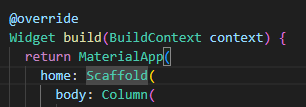 @override
Widget build(BuildContext context) {
return MaterialApp(
home: Scaffold(
body: Column(